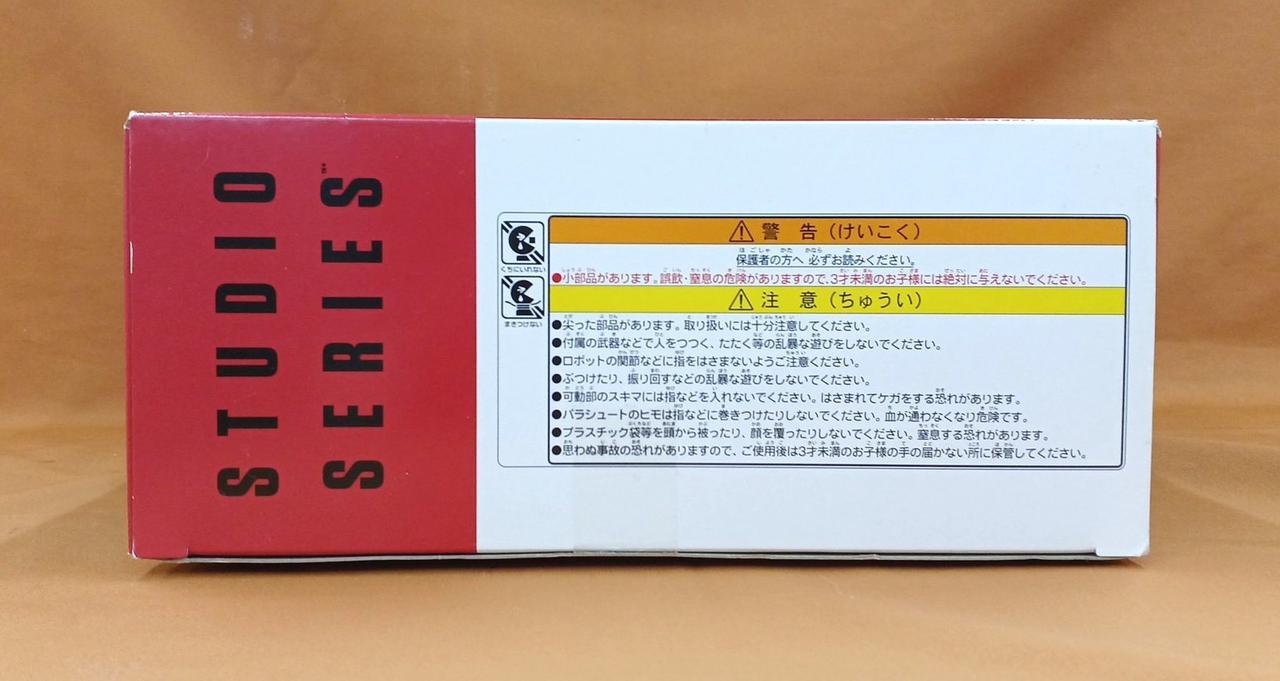 STUDIO
SERIES™
くちにいれない
まきつけない
⚠ 警 告 (けいこく)
保護者の方へ 必ずお読みください。
●小部品があります。誤飲・窒息の危険がありますので、3才未満のお子様には絶対に与えないでください。
⚠ 注 意 (ちゅうい)
●尖った部品があります。取り扱いには十分注意してください。
●付属の武器などで人をつつく、たたく等の乱暴な遊びをしないでください。
●ロボットの関節などに指をはさまないようご注意ください。
●ぶつけたり、振り回すなどの乱暴な遊びをしないでください。
●可動部のスキマには指などを入れないでください。はさまれてケガをする恐れがあります。
●パラシュートのヒモは指などに巻きつけたりしないでください。血が通わなくなり危険です。
●プラスチック袋等を頭から被ったり、顔を覆ったりしないでください。窒息する恐れがあります。
●思わぬ事故の恐れがありますので、ご使用後は3才未満のお子様の手の届かない所に保管してください。